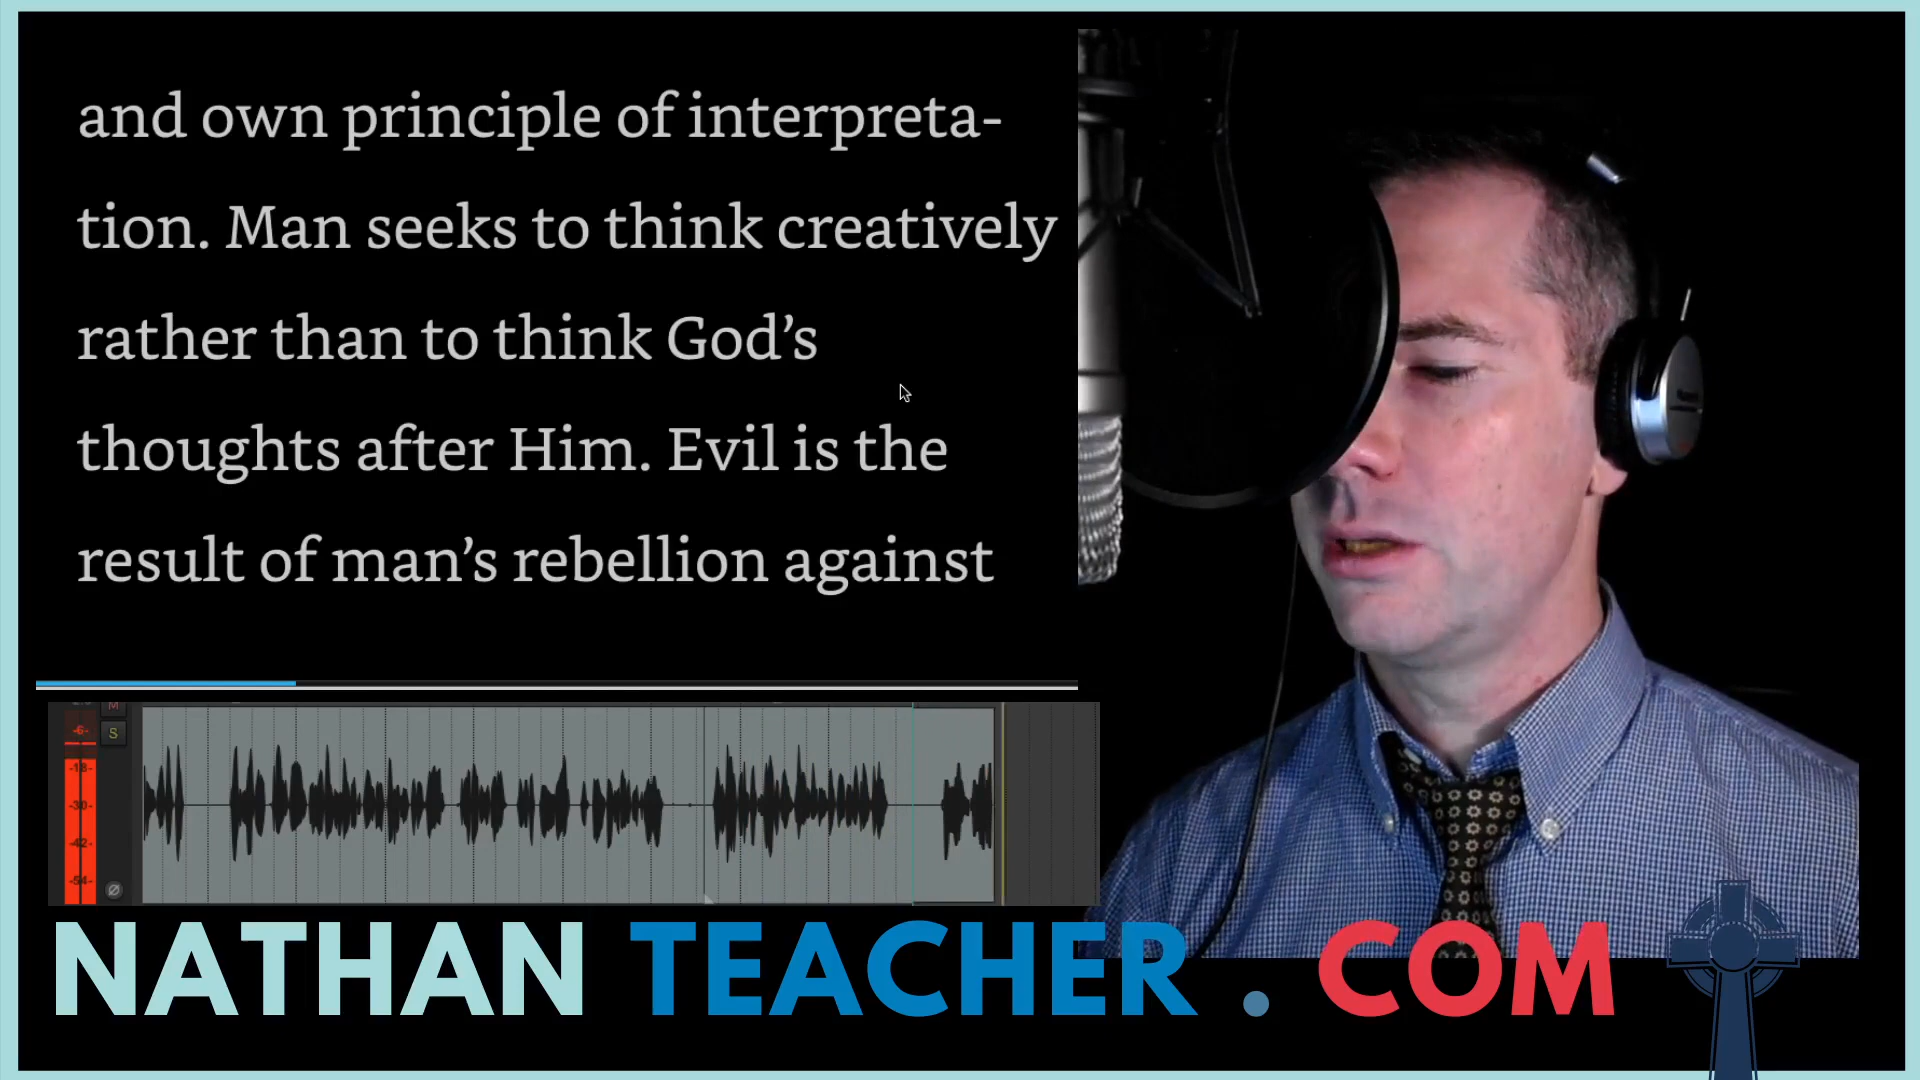 and own principle of interpreta-
tion. Man seeks to think creatively
rather than to think God’s
thoughts after Him. Evil is the
result of man’s rebellion against
M
-6-
S
-18-
-30-
-42-
-54-
NATHAN TEACHER . COM